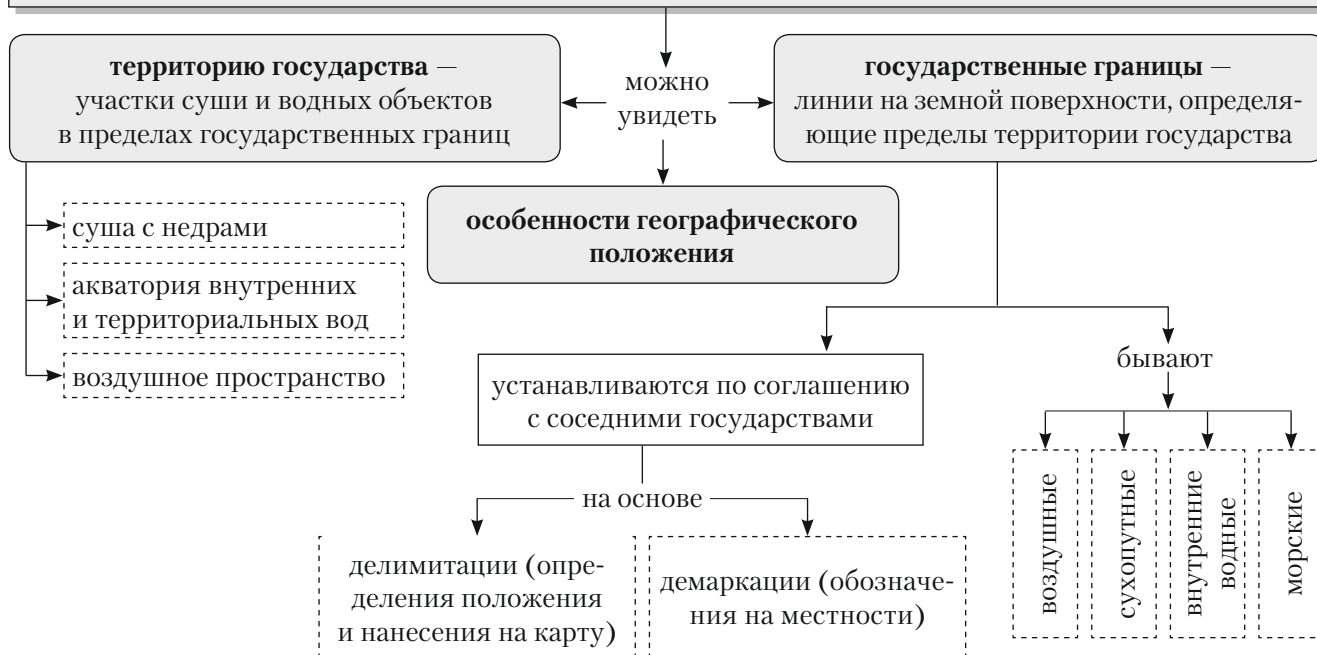 территорию государства —
участки суши и водных объектов
в пределах государственных границ
можно
увидеть
государственные границы —
линии на земной поверхности, определя-
ющие пределы территории государства
особенности географического
положения
суша с недрами
акватория внутренних
и территориальных вод
воздушное пространство
устанавливаются по соглашению
с соседними государствами
на основе
делимитации (опре-
деления положения
и нанесения на карту)
демаркации (обозначе-
ния на местности)
бывают
воздушные
сухопутные
внутренние
водные
морские